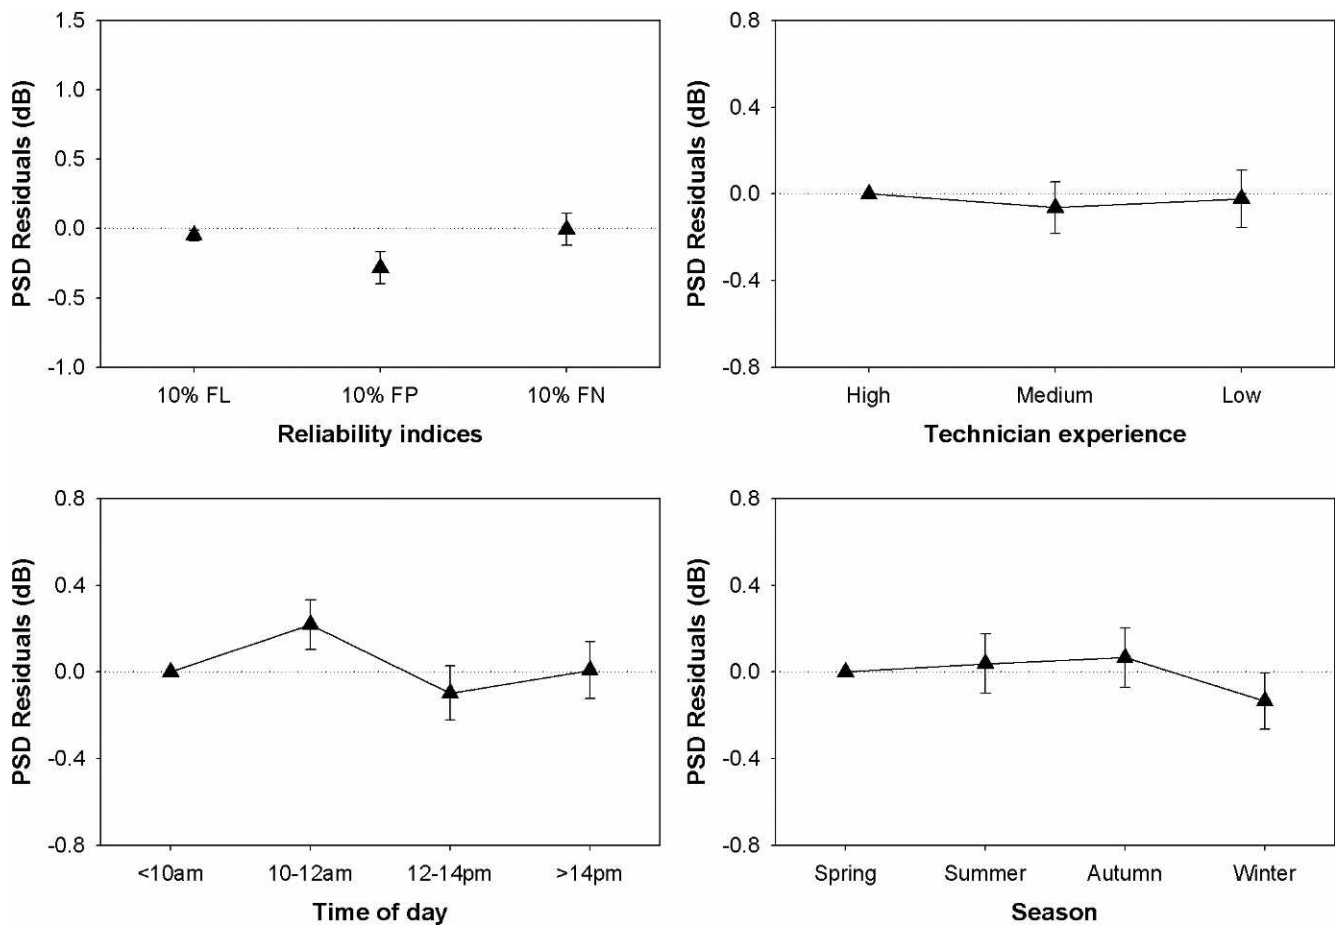 1.5
1.0
0.5
0.0
-0.5
-1.0
PSD Residuals (dB)
10% FL 10% FP 10% FN
Reliability indices
0.8
0.4
0.0
-0.4
-0.8
PSD Residuals (dB)
High Medium Low
Technician experience
0.8
0.4
0.0
-0.4
-0.8
PSD Residuals (dB)
<10am 10-12am 12-14pm >14pm
Time of day
0.8
0.4
0.0
-0.4
-0.8
PSD Residuals (dB)
Spring Summer Autumn Winter
Season